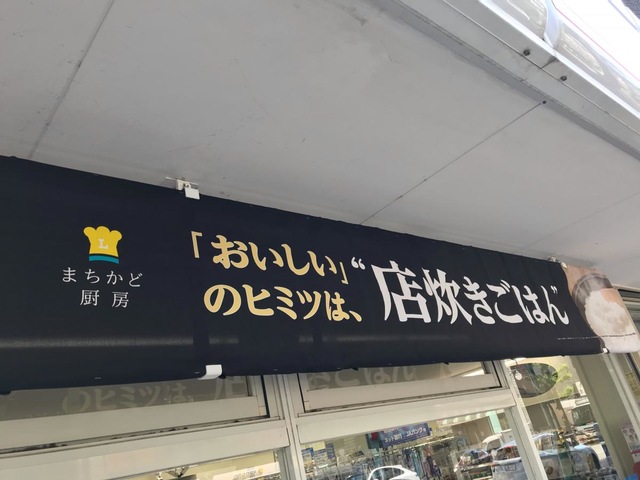 L
まちかど
厨房
「おいしい」
のヒミツは、
“店炊きごはん”